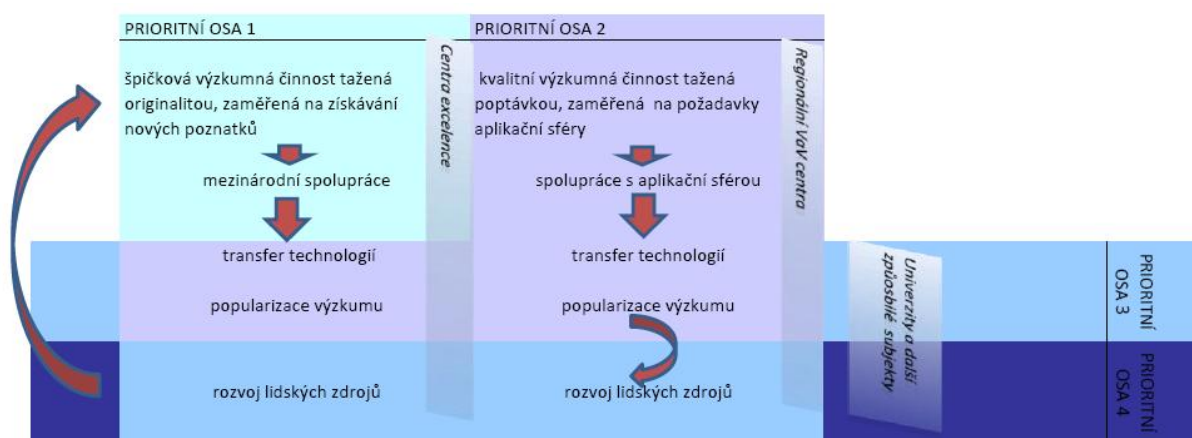 PRIORITNÍ OSA 1
špičková výzkumná činnost tažená
originalitou, zaměřená na získávání
nových poznatků
mezinárodní spolupráce
transfer technologií
popularizace výzkumu
rozvoj lidských zdrojů
Centra excelence
PRIORITNÍ OSA 2
kvalitní výzkumná činnost tažená
poptávkou, zaměřená na požadavky
aplikační sféry
spolupráce s aplikační sférou
transfer technologií
popularizace výzkumu
rozvoj lidských zdrojů
Regionální VaV centra
Univerzity a další
způosbilé subjekty
PRIORITNÍ
OSA 3
PRIORITNÍ
OSA 4